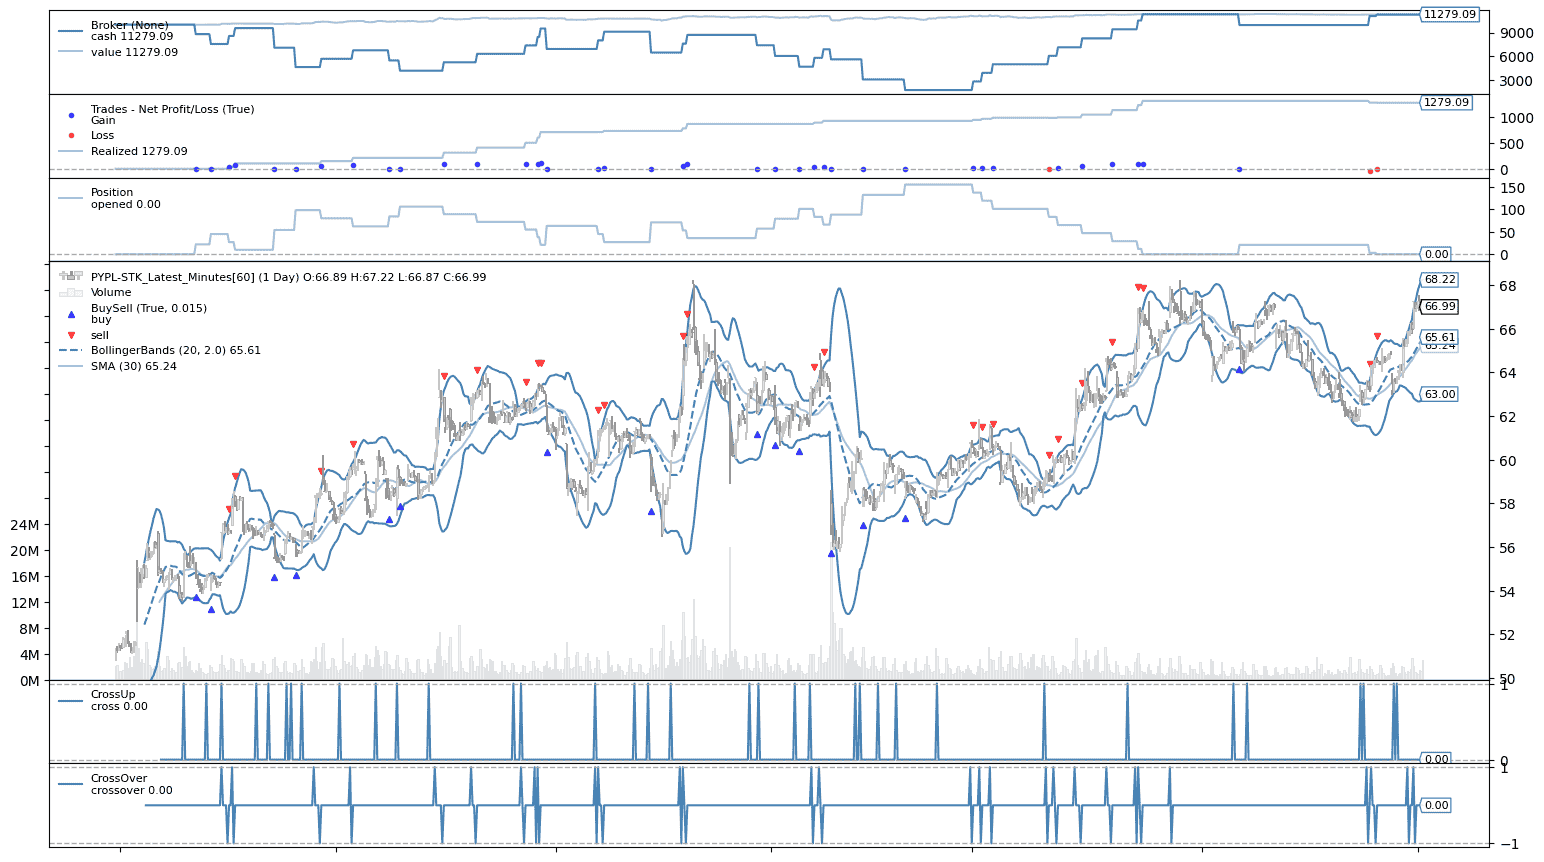 Broker (None)
cash 11279.09
value 11279.09
11279.09
9000
6000
3000
Trades - Net Profit/Loss (True)
Gain
Loss
Realized 1279.09
1279.09
1000
500
0
Position
opened 0.00
150
100
50
0
0.00
PYPL-STK_Latest_Minutes[60] (1 Day) O:66.89 H:67.22 L:66.87 C:66.99
Volume
BuySell (True, 0.015)
buy
sell
BollingerBands (20, 2.0) 65.61
SMA (30) 65.24
68.22
66.99
65.61
65.24
63.00
68
66
64
62
60
58
56
54
52
50
24M
20M
16M
12M
8M
4M
0M
CrossUp
cross 0.00
1
0
0.00
CrossOver
crossover 0.00
1
0.00
−1